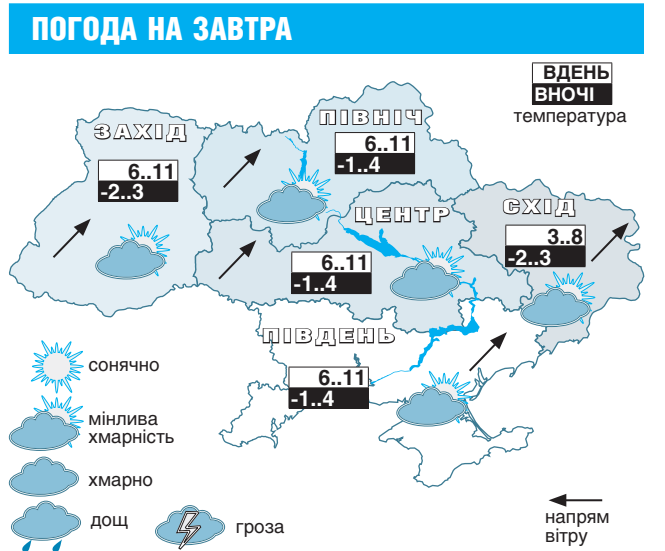 ПОГОДА НА ЗАВТРА
ВДЕНЬ
ВНОЧІ
температура
ЗАХІД
6..11
-2..3
ПІВНІЧ
6..11
-1..4
ЦЕНТР
6..11
-1..4
СХІД
3..8
-2..3
ПІВДЕНЬ
6..11
-1..4
сонячно
мінлива
хмарність
хмарно
дощ
гроза
напрям
вітру